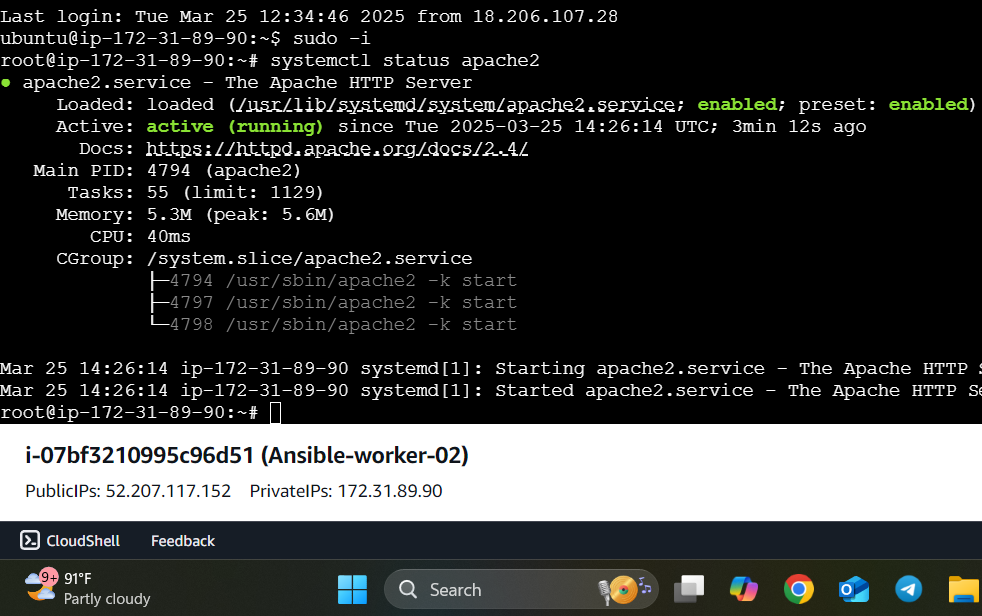 Last login: Tue Mar 25 12:34:46 2025 from 18.206.107.28
ubuntu@ip-172-31-89-90:~$ sudo -i
root@ip-172-31-89-90:~# systemctl status apache2
● apache2.service - The Apache HTTP Server
Loaded: loaded (/usr/lib/systemd/system/apache2.service; enabled; preset: enabled)
Active: active (running) since Tue 2025-03-25 14:26:14 UTC; 3min 12s ago
Docs: https://httpd.apache.org/docs/2.4/
Main PID: 4794 (apache2)
Tasks: 55 (limit: 1129)
Memory: 5.3M (peak: 5.6M)
CPU: 40ms
CGroup: /system.slice/apache2.service
├─4794 /usr/sbin/apache2 -k start
├─4797 /usr/sbin/apache2 -k start
└─4798 /usr/sbin/apache2 -k start
Mar 25 14:26:14 ip-172-31-89-90 systemd[1]: Starting apache2.service - The Apache HTTP S
Mar 25 14:26:14 ip-172-31-89-90 systemd[1]: Started apache2.service - The Apache HTTP Se
root@ip-172-31-89-90:~#
i-07bf3210995c96d51 (Ansible-worker-02)
PublicIPs: 52.207.117.152 PrivateIPs: 172.31.89.90
CloudShell Feedback
9+ 91°F
Partly cloudy
Search